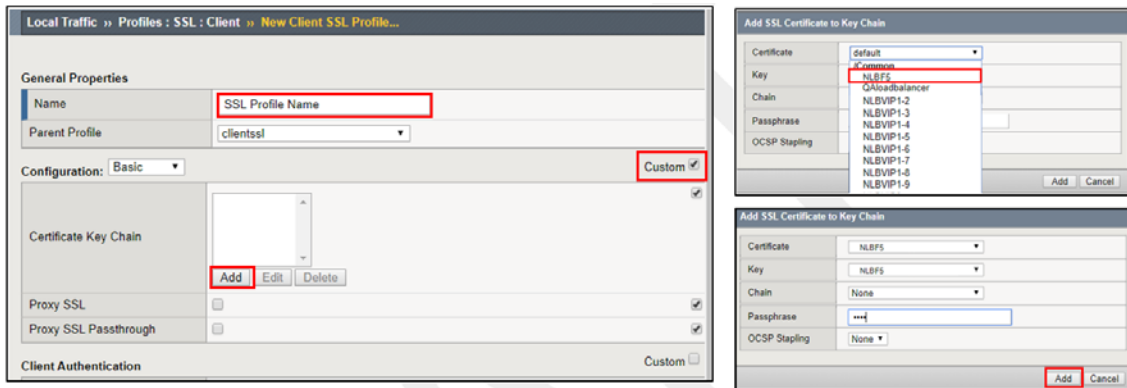 Local Traffic » Profiles : SSL : Client » New Client SSL Profile...
General Properties
Name SSL Profile Name
Parent Profile clientssl
Configuration: Basic Custom
Certificate Key Chain
Add Edit Delete
Proxy SSL
Proxy SSL Passthrough
Client Authentication Custom
Add SSL Certificate to Key Chain
Certificate default
/Common
Key NLBF5
QAloadbalancer
Chain NLBVIP1-2
NLBVIP1-3
Passphrase NLBVIP1-4
NLBVIP1-5
OCSP Stapling NLBVIP1-6
NLBVIP1-7
NLBVIP1-8
NLBVIP1-9
Add Cancel
Add SSL Certificate to Key Chain
Certificate NLBF5
Key NLBF5
Chain None
Passphrase ••••
OCSP Stapling None
Add Cancel